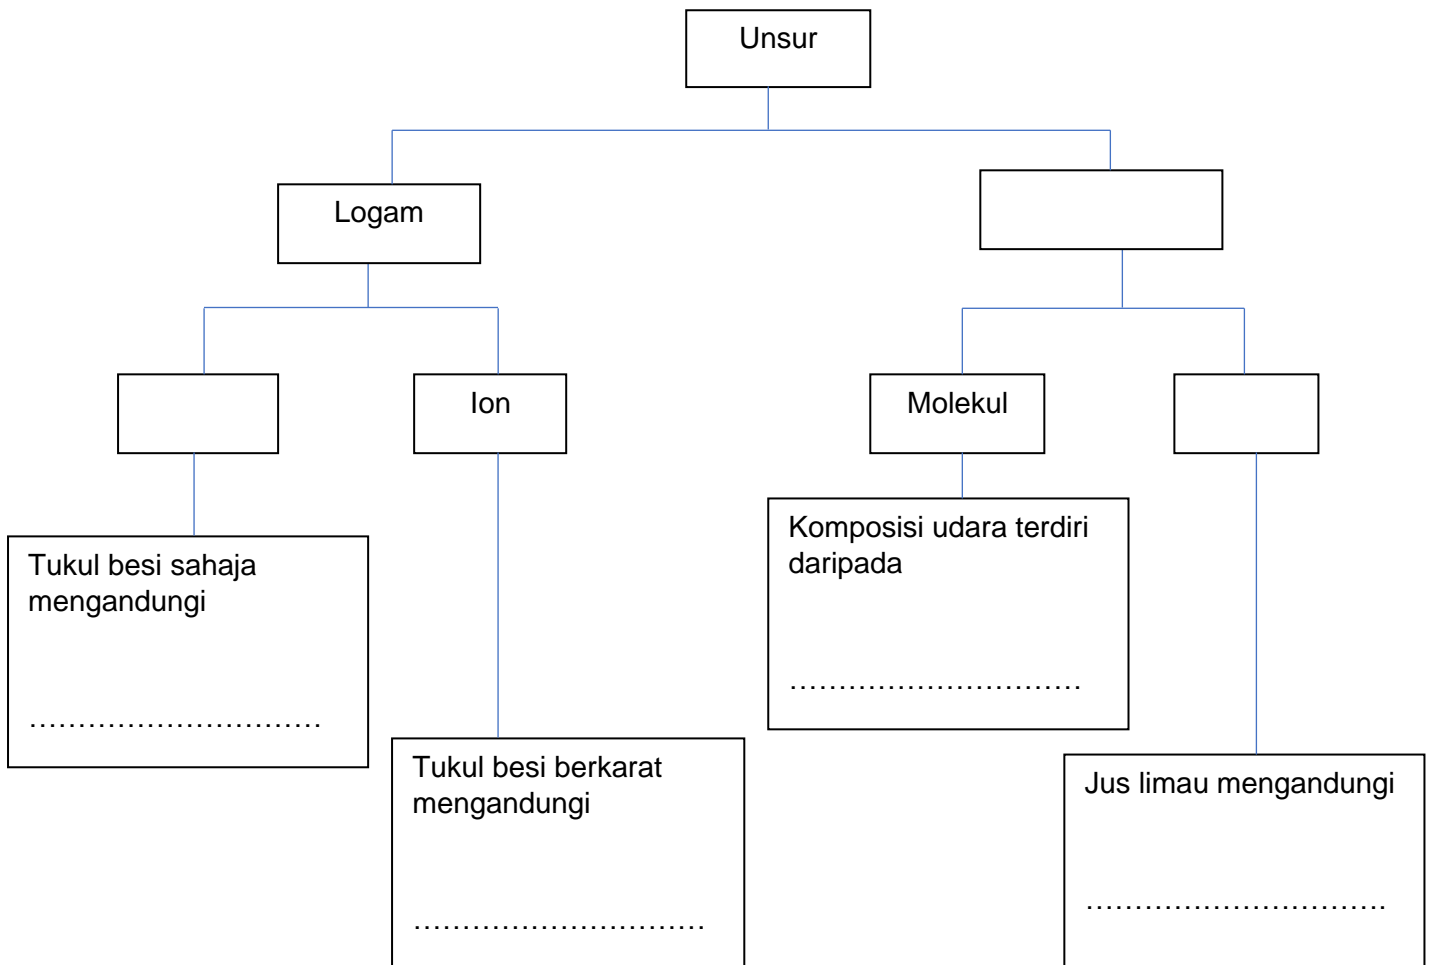 Unsur
Logam
Ion
Molekul
Tukul besi sahaja
mengandungi
…………………………
Tukul besi berkarat
mengandungi
…………………………
Komposisi udara terdiri
daripada
…………………………
Jus limau mengandungi
………………………….